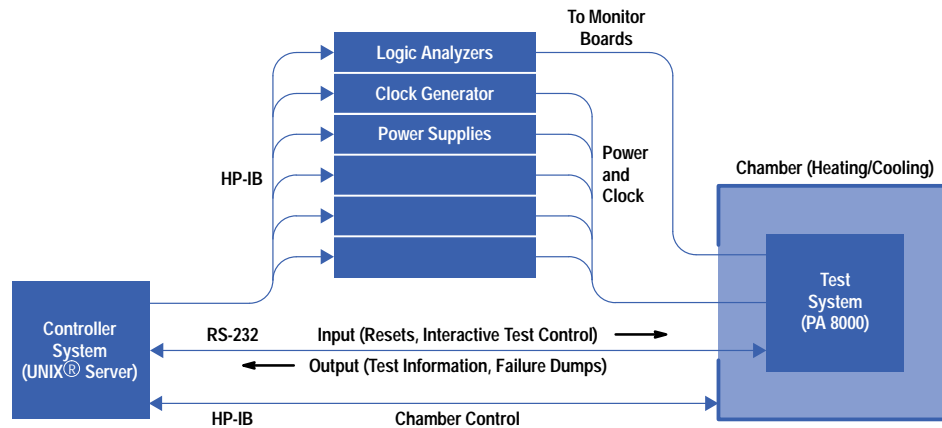 To Monitor
Boards
Logic Analyzers
Clock Generator
Power Supplies
HP-IB
Power
and
Clock
Chamber (Heating/Cooling)
Test
System
(PA 8000)
Controller
System
(UNIX® Server)
RS-232 Input (Resets, Interactive Test Control)
Output (Test Information, Failure Dumps)
HP-IB Chamber Control